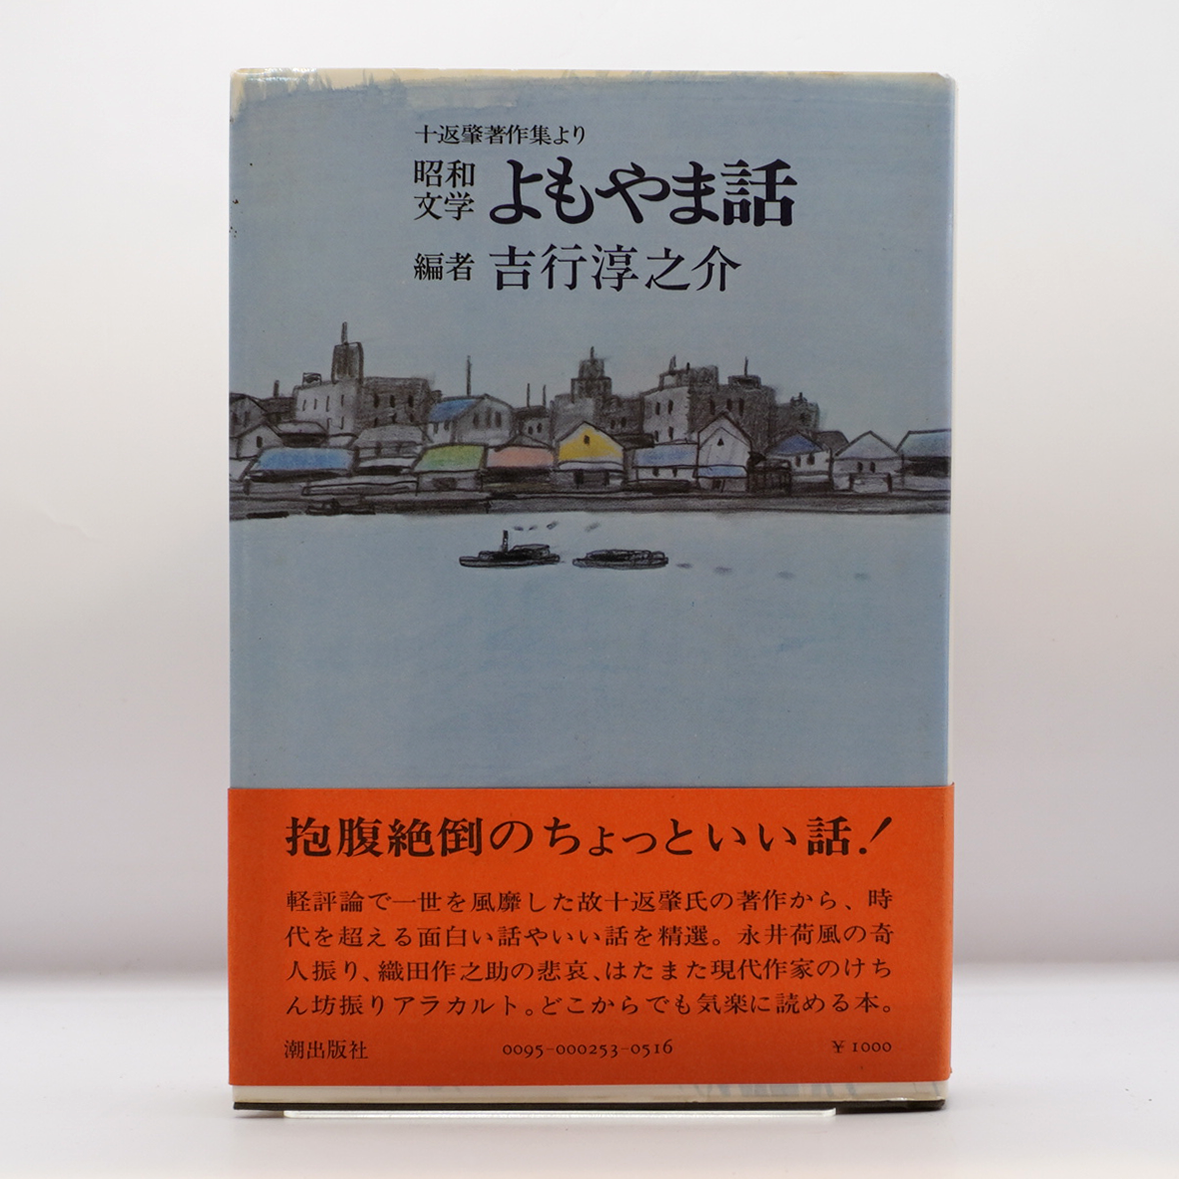 十返肇著作集より
昭和文学 よもやま話
編者 吉行淳之介
抱腹絶倒のちょっといい話!
軽評論で一世を風靡した故十返肇氏の著作から、時
代を超える面白い話やいい話を精選。永井荷風の奇
人振り、織田作之助の悲哀、はたまた現代作家のけち
ん坊振りアラカルト。どこからでも気楽に読める本。
潮出版社 0095-000253-0516 ¥1000